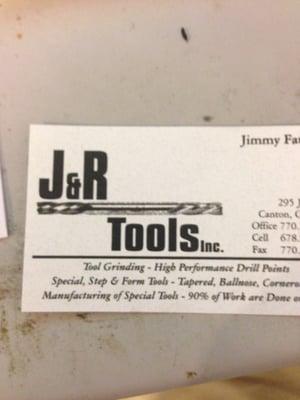 Jimmy
J&R
Tools Inc.
295
Canton,
Office 770.
Cell 678.
Fax 770.
Tool Grinding - High Performance Drill Points
Special, Step & Form Tools - Tapered, Ballnose,
Manufacturing of Special Tools - 90% of Work are Done